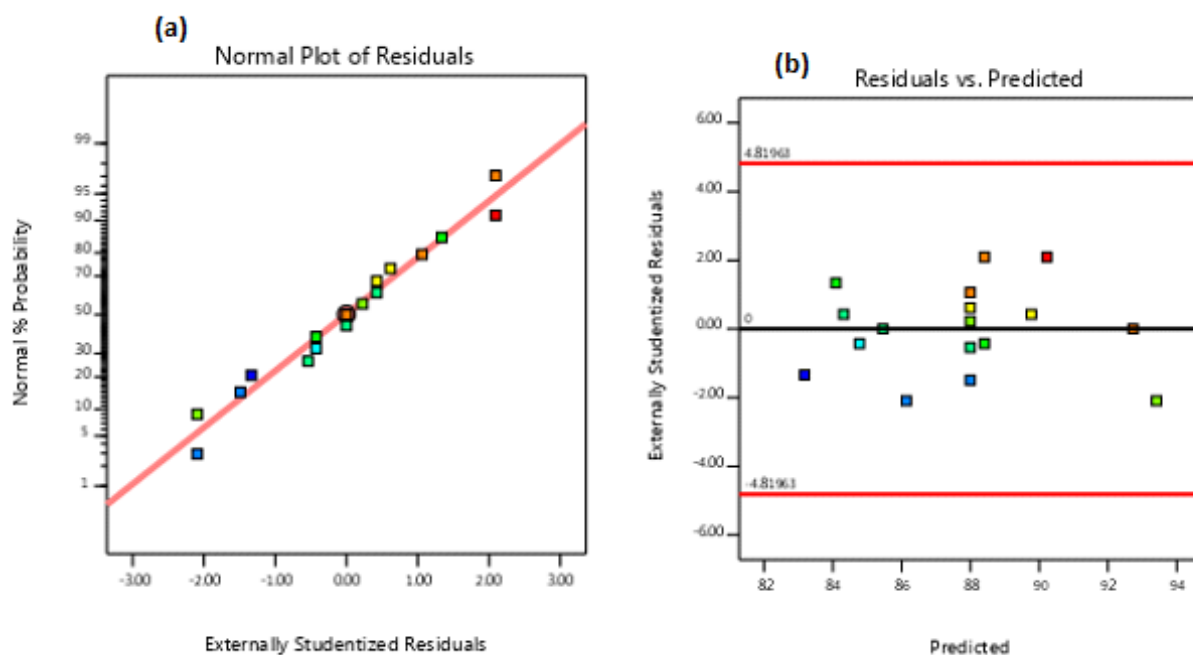 (a)
Normal Plot of Residuals
Normal % Probability
99
95
90
80
70
50
30
20
10
5
1
-3.00 -2.00 -1.00 0.00 1.00 2.00 3.00
Externally Studentized Residuals
(b)
Residuals vs. Predicted
Externally Studentized Residuals
6.00
4.81963
4.00
2.00
0
0.00
-2.00
-4.00
-4.81963
-6.00
82 84 86 88 90 92 94
Predicted